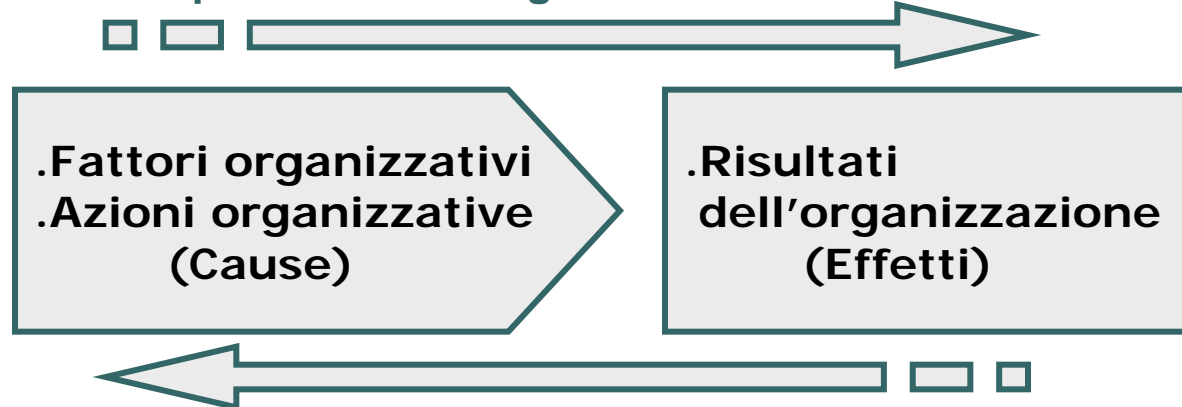 .Fattori organizzativi
.Azioni organizzative
(Cause)
.Risultati
dell'organizzazione
(Effetti)